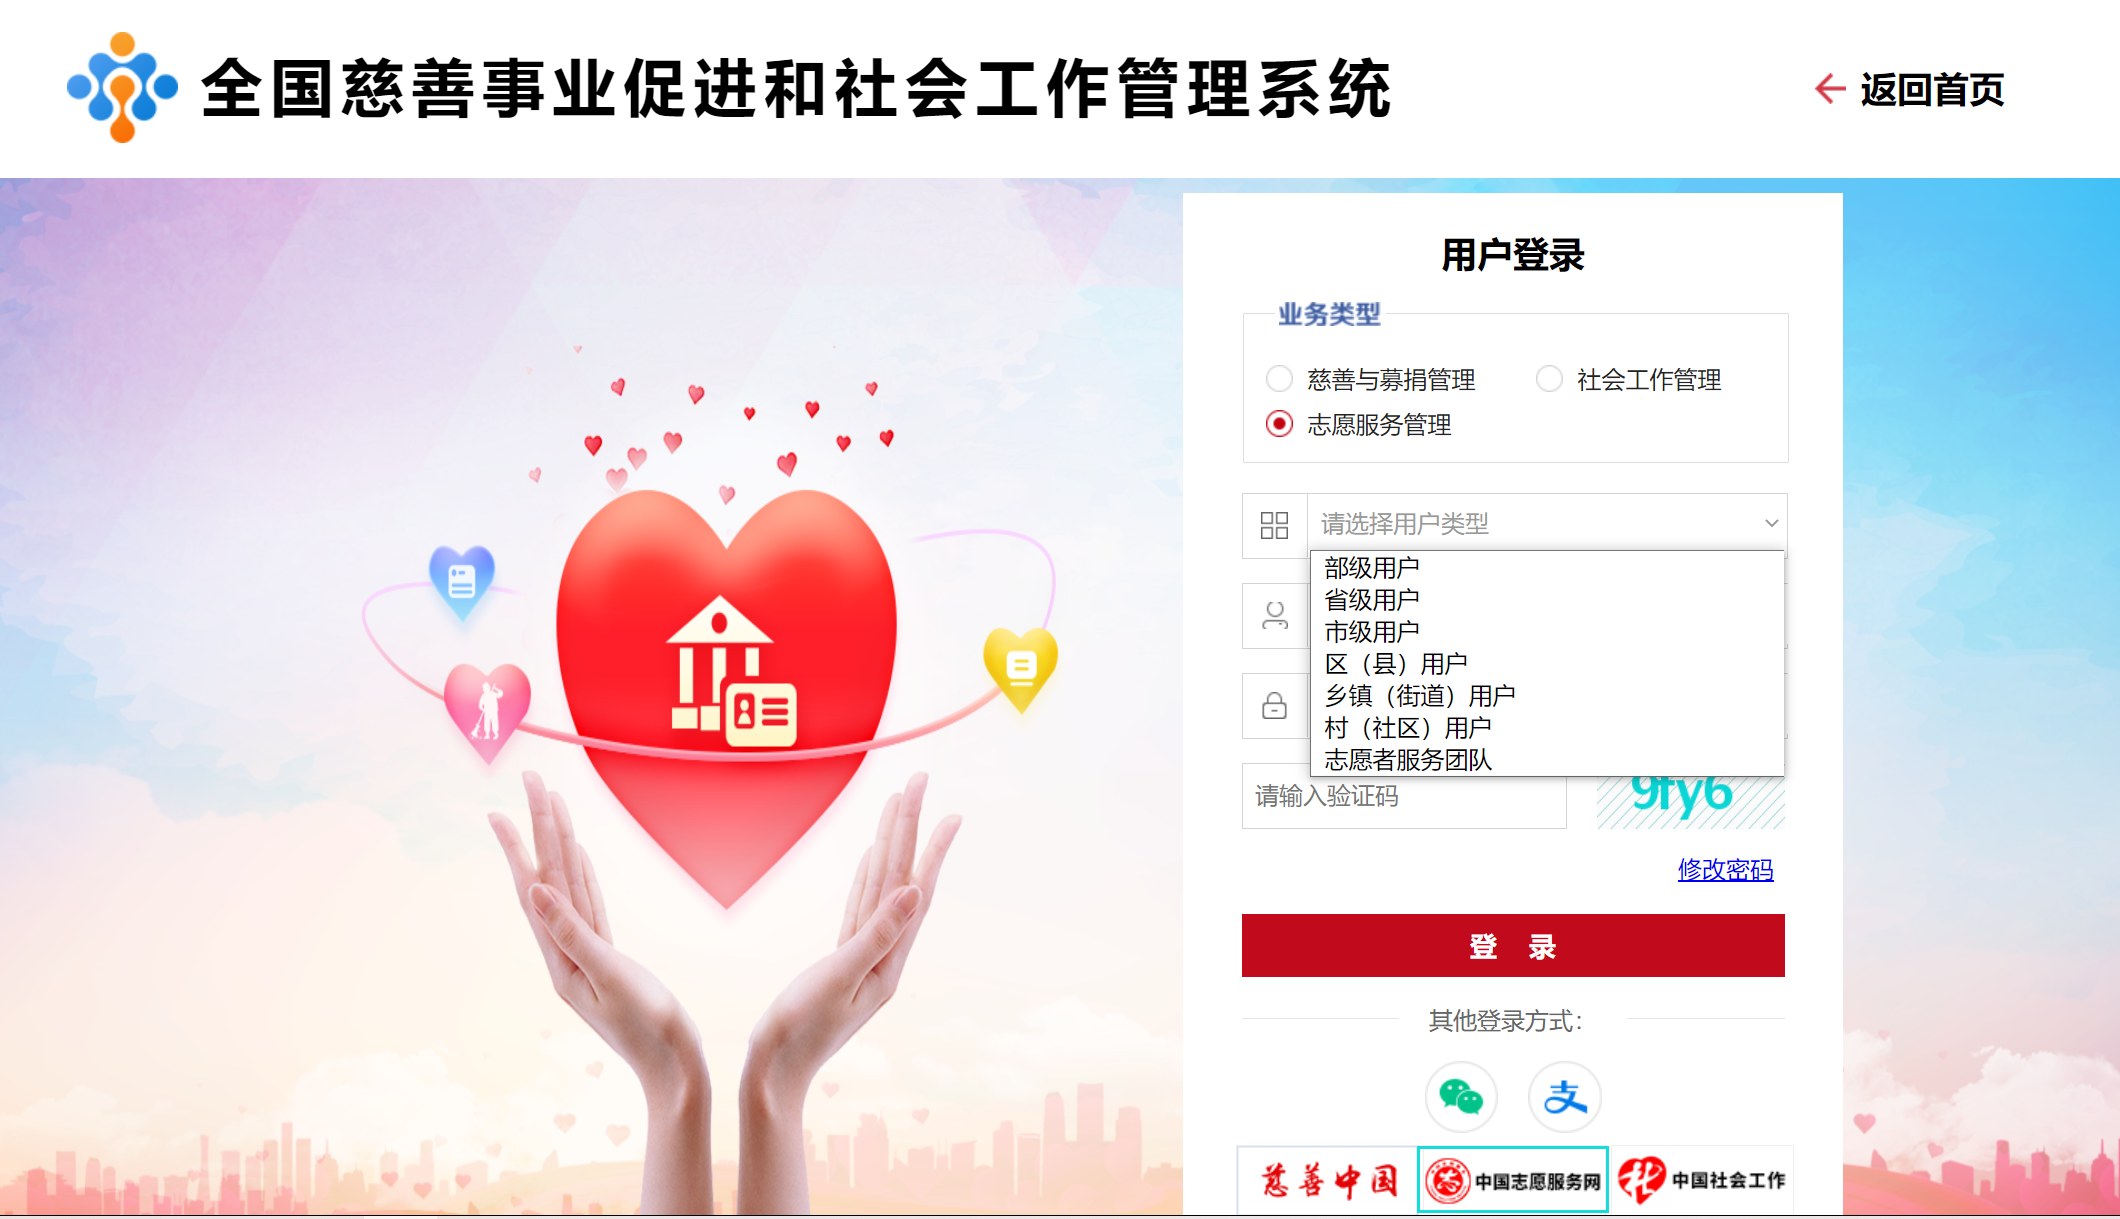 全国慈善事业促进和社会工作管理系统
返回首页
用户登录
业务类型
慈善与募捐管理
社会工作管理
志愿服务管理
请选择用户类型
部级用户
省级用户
市级用户
区（县）用户
乡镇（街道）用户
村（社区）用户
志愿者服务团队
请输入验证码
9fy6
修改密码
登 录
其他登录方式：
支
慈善中国
中国志愿服务网
中国社会工作